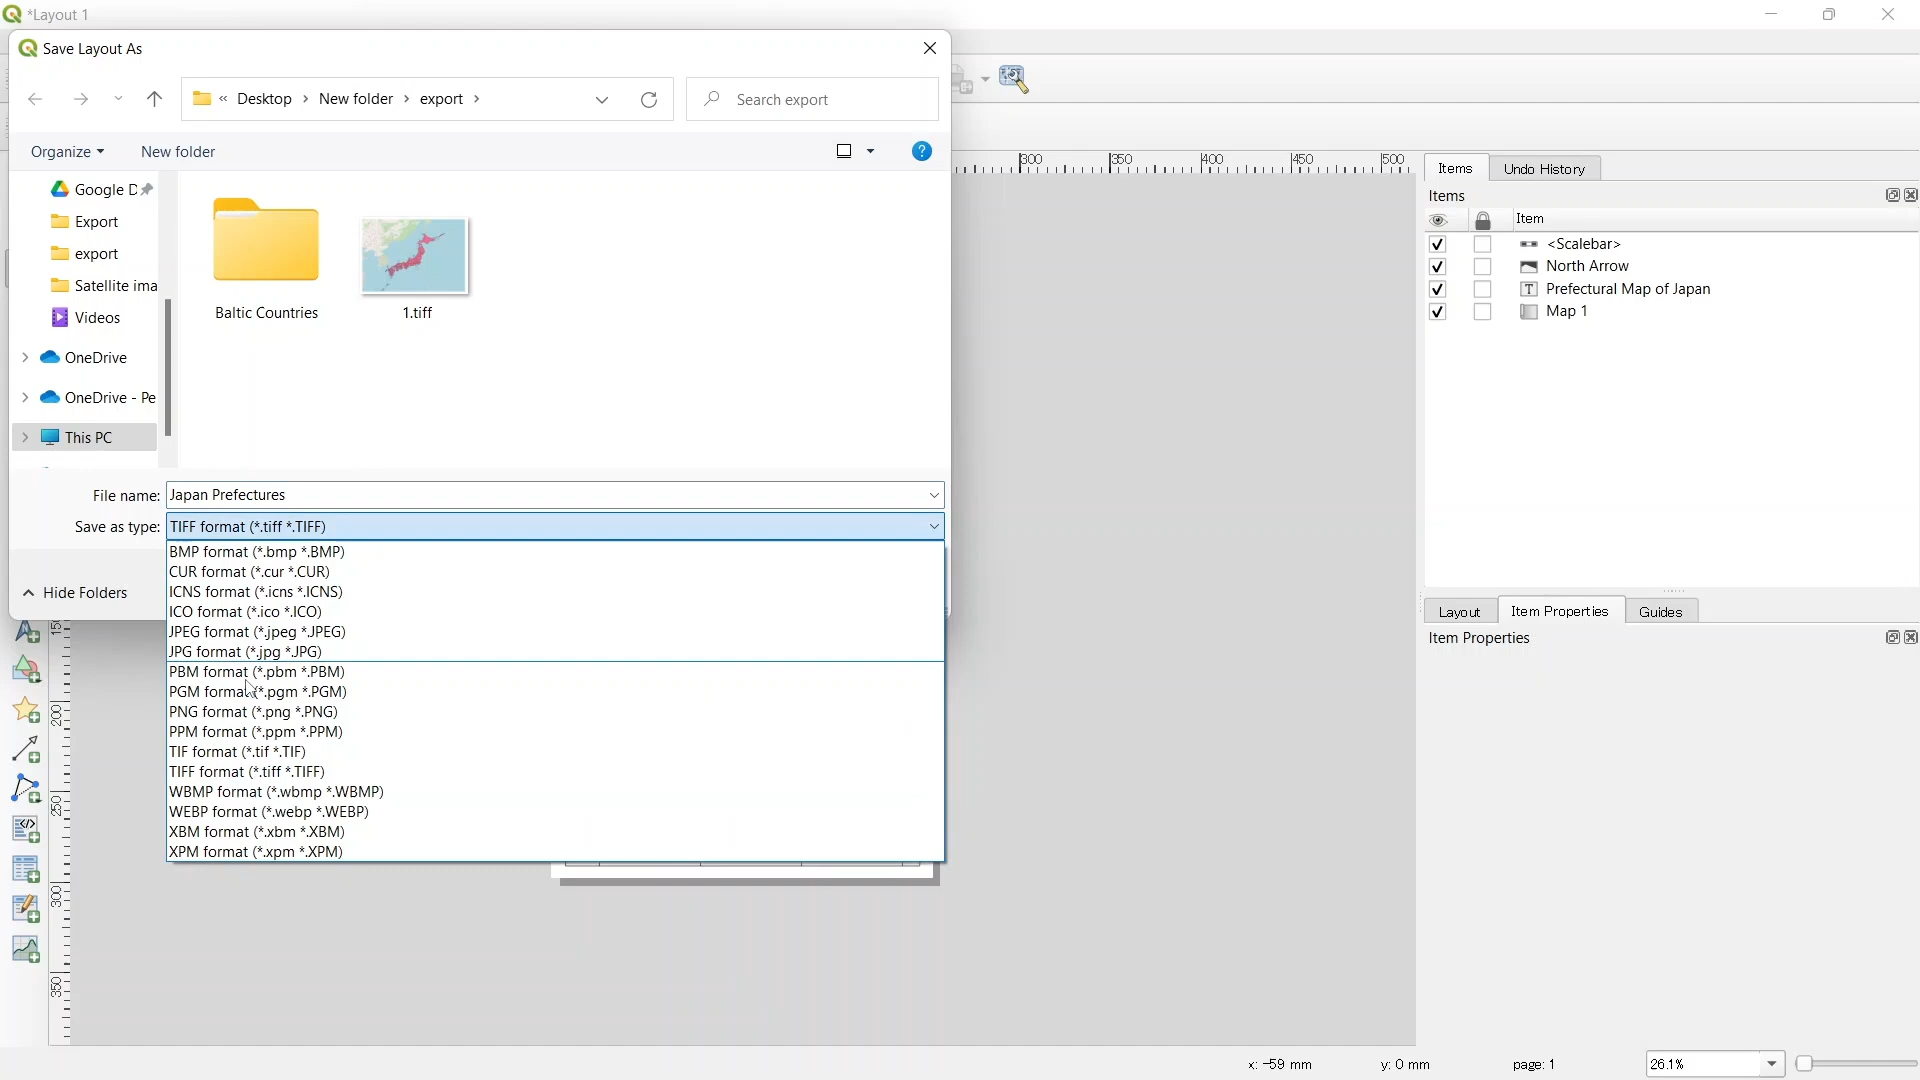 *Layout 1
Save Layout As
« Desktop › New folder › export ›
Search export
Organize
New folder
?
Google D
Export
export
Satellite ima
Videos
OneDrive
OneDrive - Pe
This PC
Baltic Countries
1.tiff
File name: Japan Prefectures
Save as type: TIFF format (*.tiff *.TIFF)
BMP format (*.bmp *.BMP)
CUR format (*.cur *.CUR)
ICNS format (*.icns *.ICNS)
ICO format (*.ico *.ICO)
JPEG format (*.jpeg *.JPEG)
JPG format (*.jpg *.JPG)
PBM format (*.pbm *.PBM)
PGM format (*.pgm *.PGM)
PNG format (*.png *.PNG)
PPM format (*.ppm *.PPM)
TIF format (*.tif *.TIF)
TIFF format (*.tiff *.TIFF)
WBMP format (*.wbmp *.WBMP)
WEBP format (*.webp *.WEBP)
XBM format (*.xbm *.XBM)
XPM format (*.xpm *.XPM)
Hide Folders
300 350 400 450 500
200
250
300
350
Items Undo History
Items
Item
<Scalebar>
North Arrow
T Prefectural Map of Japan
Map 1
Layout Item Properties Guides
Item Properties
x: -59 mm y: 0 mm page: 1 26.1%